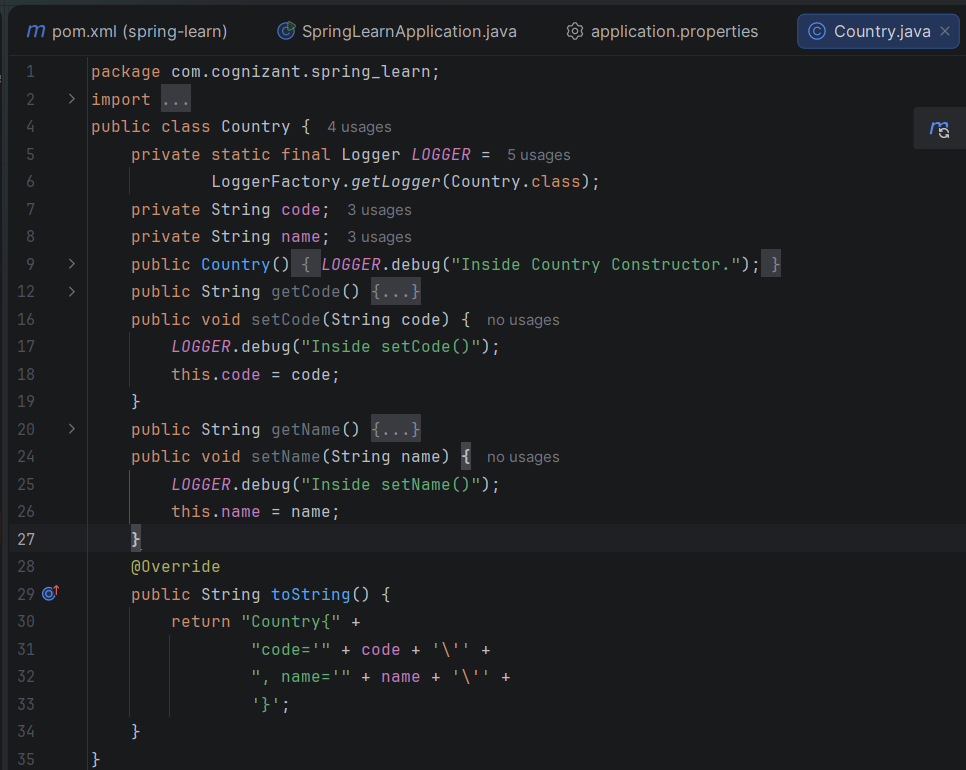 m pom.xml (spring-learn) SpringLearnApplication.java application.properties Country.java
1 package com.cognizant.spring_learn;
2 import ...
4 public class Country { 4 usages
5 private static final Logger LOGGER = 5 usages
6 LoggerFactory.getLogger(Country.class);
7 private String code; 3 usages
8 private String name; 3 usages
9 public Country() { LOGGER.debug("Inside Country Constructor."); }
12 public String getCode() {...}
16 public void setCode(String code) { no usages
17 LOGGER.debug("Inside setCode()");
18 this.code = code;
19 }
20 public String getName() {...}
24 public void setName(String name) { no usages
25 LOGGER.debug("Inside setName()");
26 this.name = name;
27 }
28 @Override
29 public String toString() {
30 return "Country{" +
31 "code='" + code + '\'' +
32 ", name='" + name + '\'' +
33 '}';
34 }
35 }